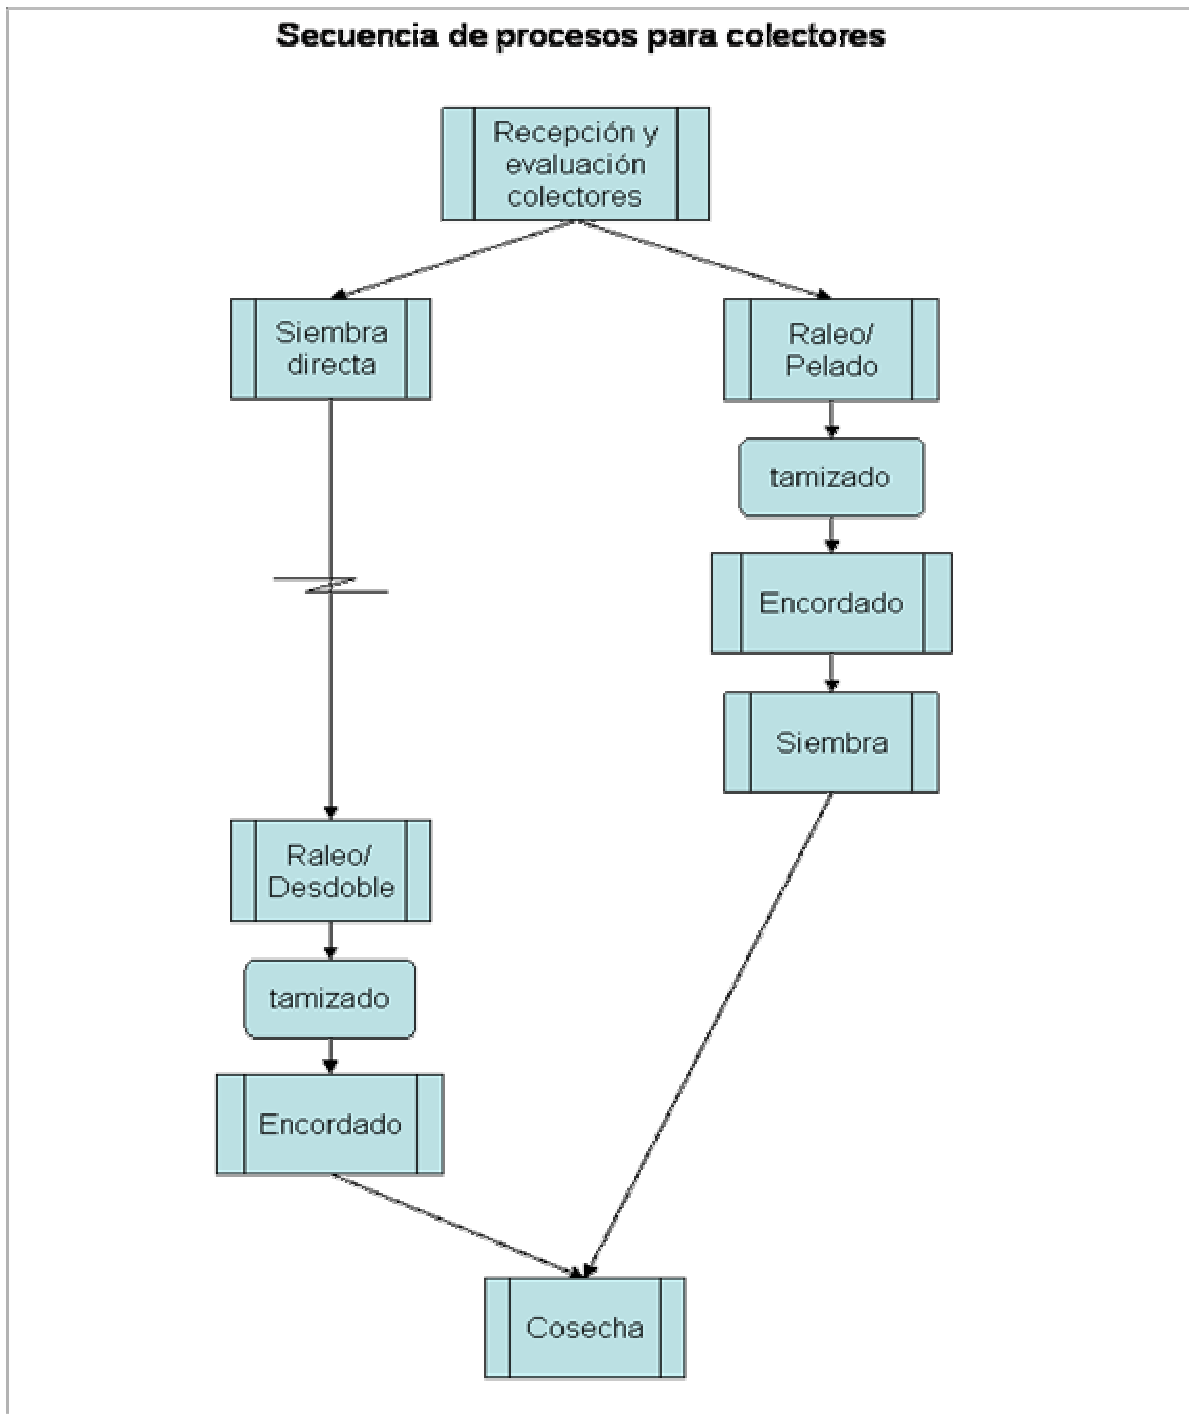 Secuencia de procesos para colectores
Recepción y
evaluación
colectores
Siembra
directa
Raleo/
Pelado
tamizado
Encordado
Siembra
Raleo/
Desdoble
tamizado
Encordado
Cosecha